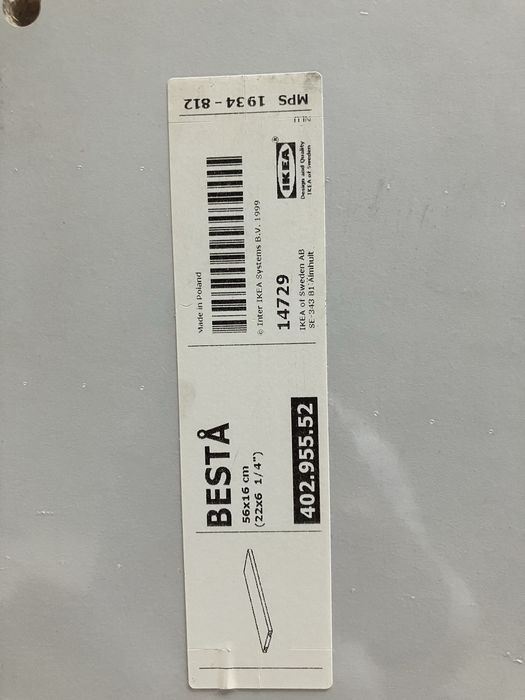 BESTÅ
56x16 cm
(22x6 1/4")
402.955.52
Made in Poland
© Inter IKEA Systems B.V. 1999
14729
IKEA of Sweden AB
SE-343 81 Älmhult
IKEA®
Design and Quality
IKEA of Sweden
MPS 1934-812